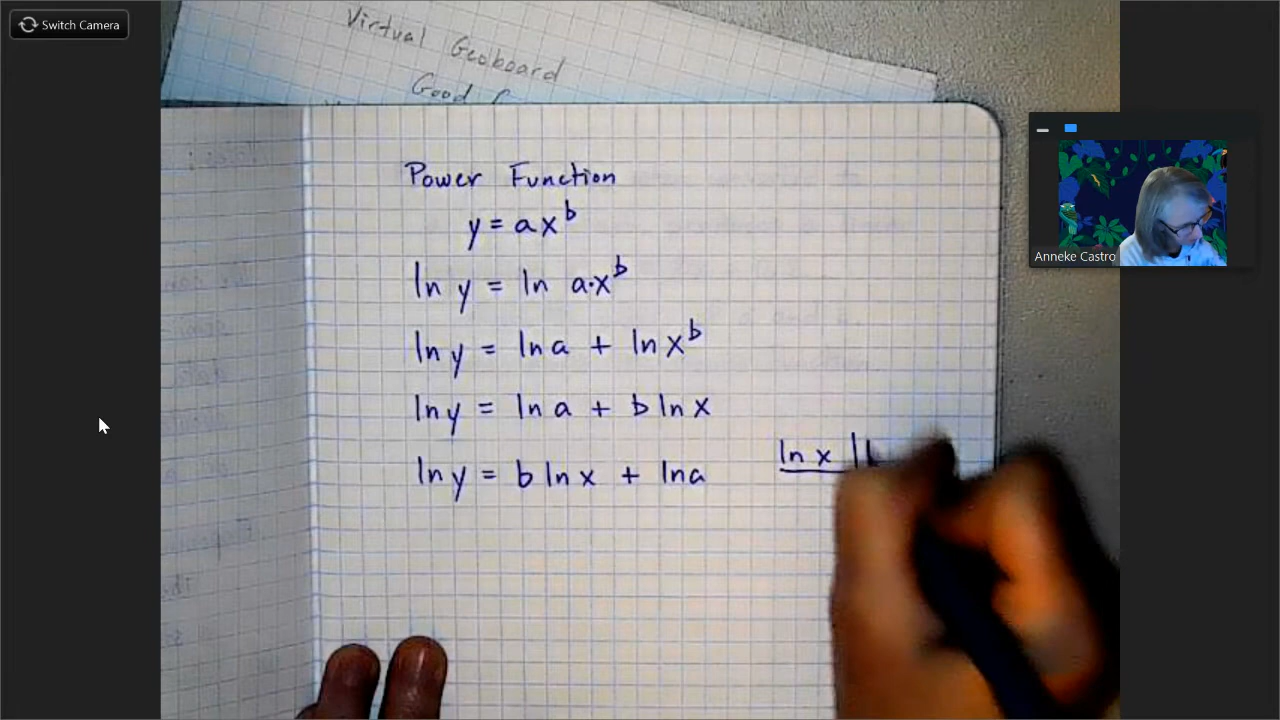 Switch Camera
Virtual Geoboard
Good
Power Function
y = ax^b
ln y = ln a·x^b
ln y = ln a + ln x^b
ln y = ln a + b ln x
ln y = b ln x + ln a
ln x
Anneke Castro